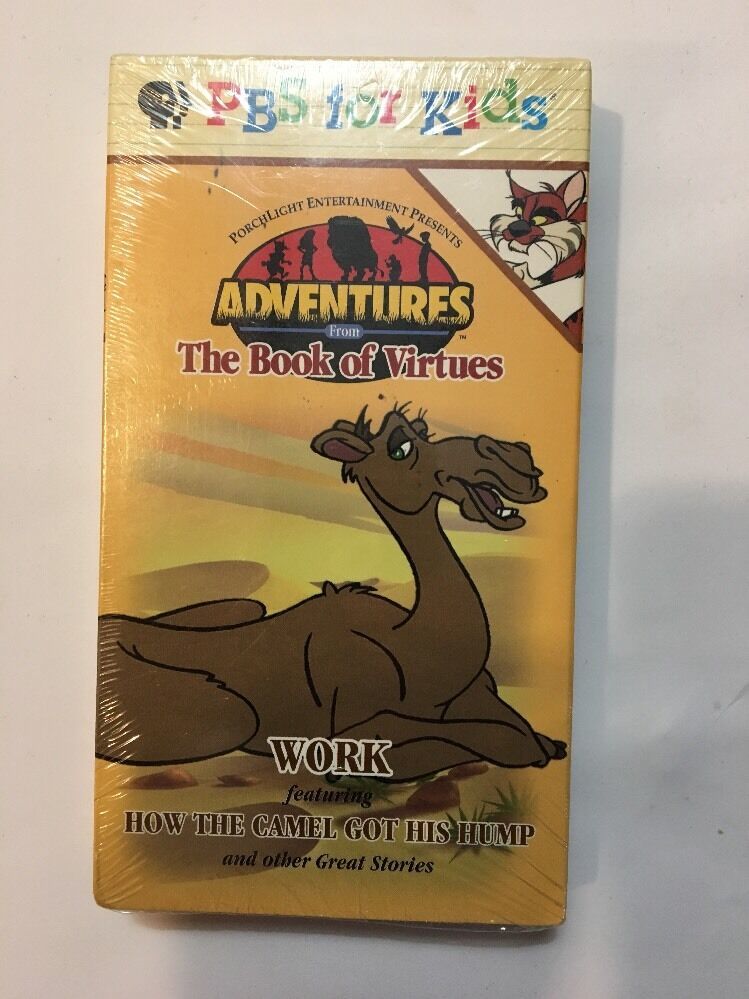 PBS for Kids
PORCHLIGHT ENTERTAINMENT PRESENTS
ADVENTURES
From
The Book of Virtues
TM
WORK
featuring
HOW THE CAMEL GOT HIS HUMP
and other Great Stories